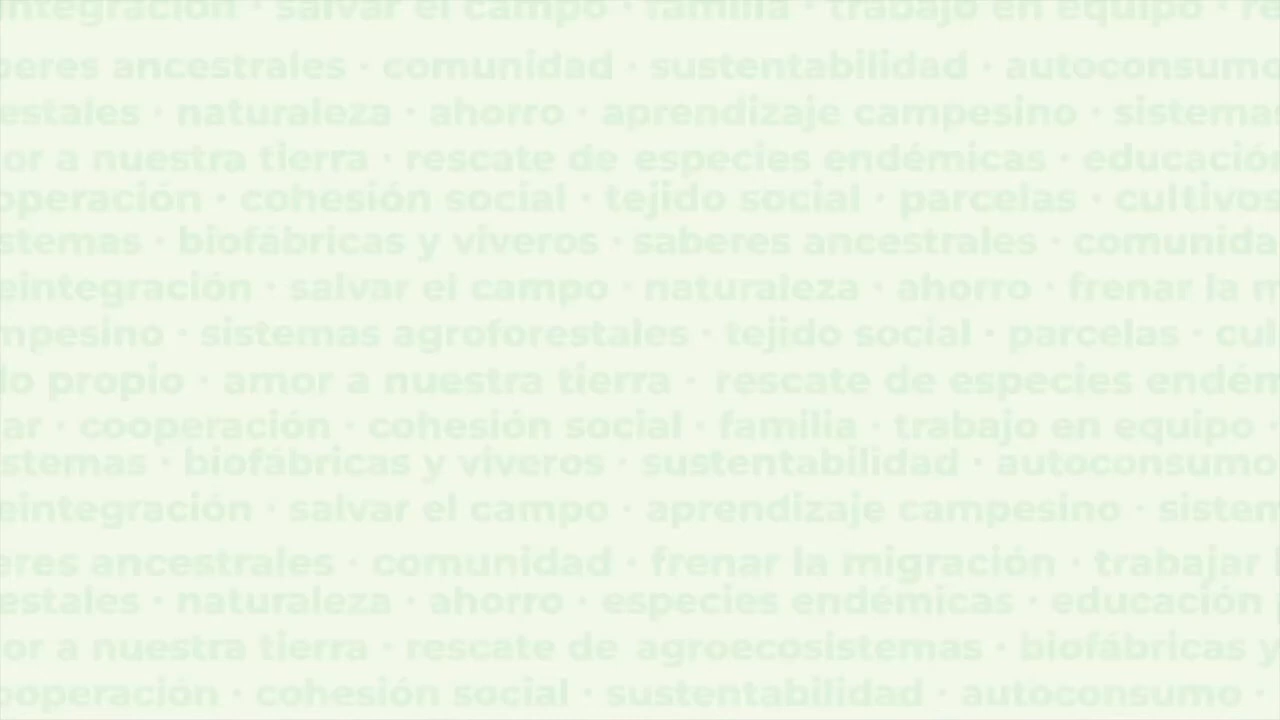 integración · salvar el campo · familia · trabajo en equipo · re
beres ancestrales · comunidad · sustentabilidad · autoconsumo
estales · naturaleza · ahorro · aprendizaje campesino · sistemas
or a nuestra tierra · rescate de especies endémicas · educación
operación · cohesión social · tejido social · parcelas · cultivos
stemas · biofábricas y viveros · saberes ancestrales · comunida
eintegración · salvar el campo · naturaleza · ahorro · frenar la m
mpesino · sistemas agroforestales · tejido social · parcelas · cul
lo propio · amor a nuestra tierra · rescate de especies endém
ar · cooperación · cohesión social · familia · trabajo en equipo ·
stemas · biofábricas y viveros · sustentabilidad · autoconsumo
eintegración · salvar el campo · aprendizaje campesino · sistem
eres ancestrales · comunidad · frenar la migración · trabajar
estales · naturaleza · ahorro · especies endémicas · educación
or a nuestra tierra · rescate de agroecosistemas · biofábricas y
ooperación · cohesión social · sustentabilidad · autoconsumo ·